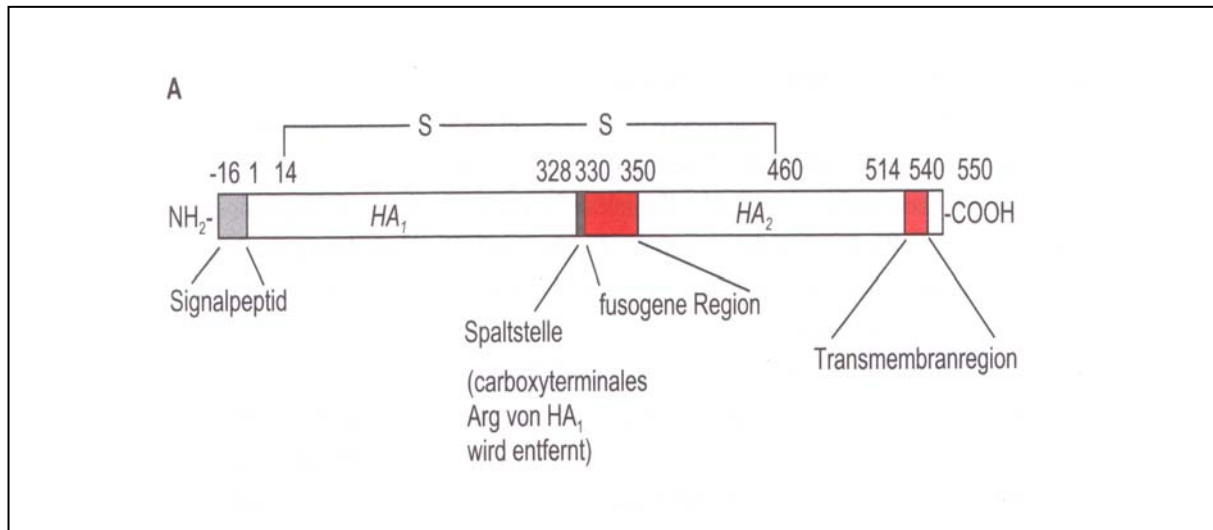 A
S S
-16 1 14 328 330 350 460 514 540 550
NH2- HA1 HA2 -COOH
Signalpeptid
fusogene Region
Spaltstelle
Transmembranregion
(carboxyterminales
Arg von HA1
wird entfernt)